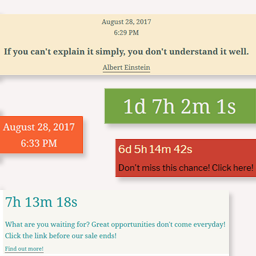 August 28, 2017
6:29 PM
If you can't explain it simply, you don't understand it well.
Albert Einstein
1d 7h 2m 1s
August 28, 2017
6:33 PM
6d 5h 14m 42s
Don't miss this chance! Click here!
7h 13m 18s
What are you waiting for? Great opportunities don't come everyday!
Click the link before our sale ends!
Find out more!